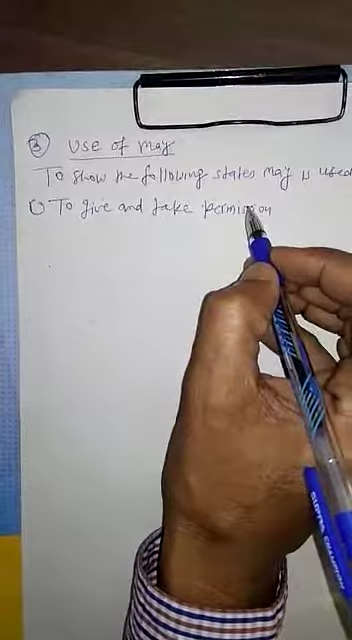 ③ Use of may
To show the following states may is used
① To give and take permission